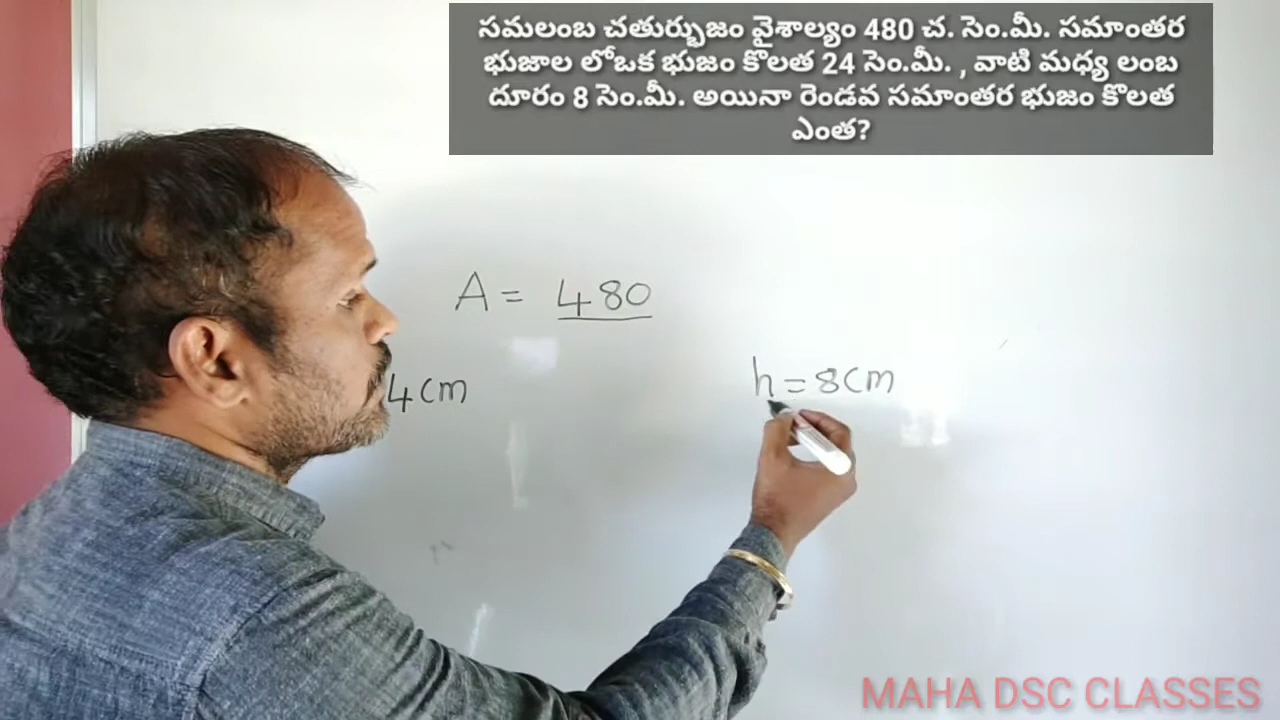 సమలంబ చతుర్భుజం వైశాల్యం 480 చ. సెం.మీ. సమాంతర
భుజాల లోఒక భుజం కొలత 24 సెం.మీ. , వాటి మధ్య లంబ
దూరం 8 సెం.మీ. అయినా రెండవ సమాంతర భుజం కొలత
ఎంత?
A = 480
4cm
h = 8cm
MAHA DSC CLASSES